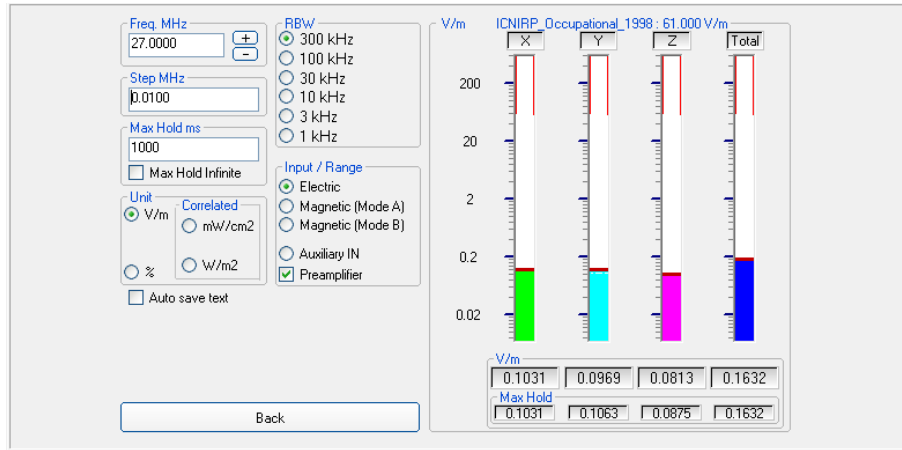 Freq. MHz
27.0000
+
−
Step MHz
0.0100
Max Hold ms
1000
Max Hold Infinite
Unit
V/m
%
Correlated
mW/cm2
W/m2
Auto save text
RBW
300 kHz
100 kHz
30 kHz
10 kHz
3 kHz
1 kHz
Input / Range
Electric
Magnetic (Mode A)
Magnetic (Mode B)
Auxiliary IN
Preamplifier
Back
V/m ICNIRP_Occupational_1998 : 61.000 V/m
X Y Z Total
200
20
2
0.2
0.02
V/m
0.1031 0.0969 0.0813 0.1632
Max Hold
0.1031 0.1063 0.0875 0.1632